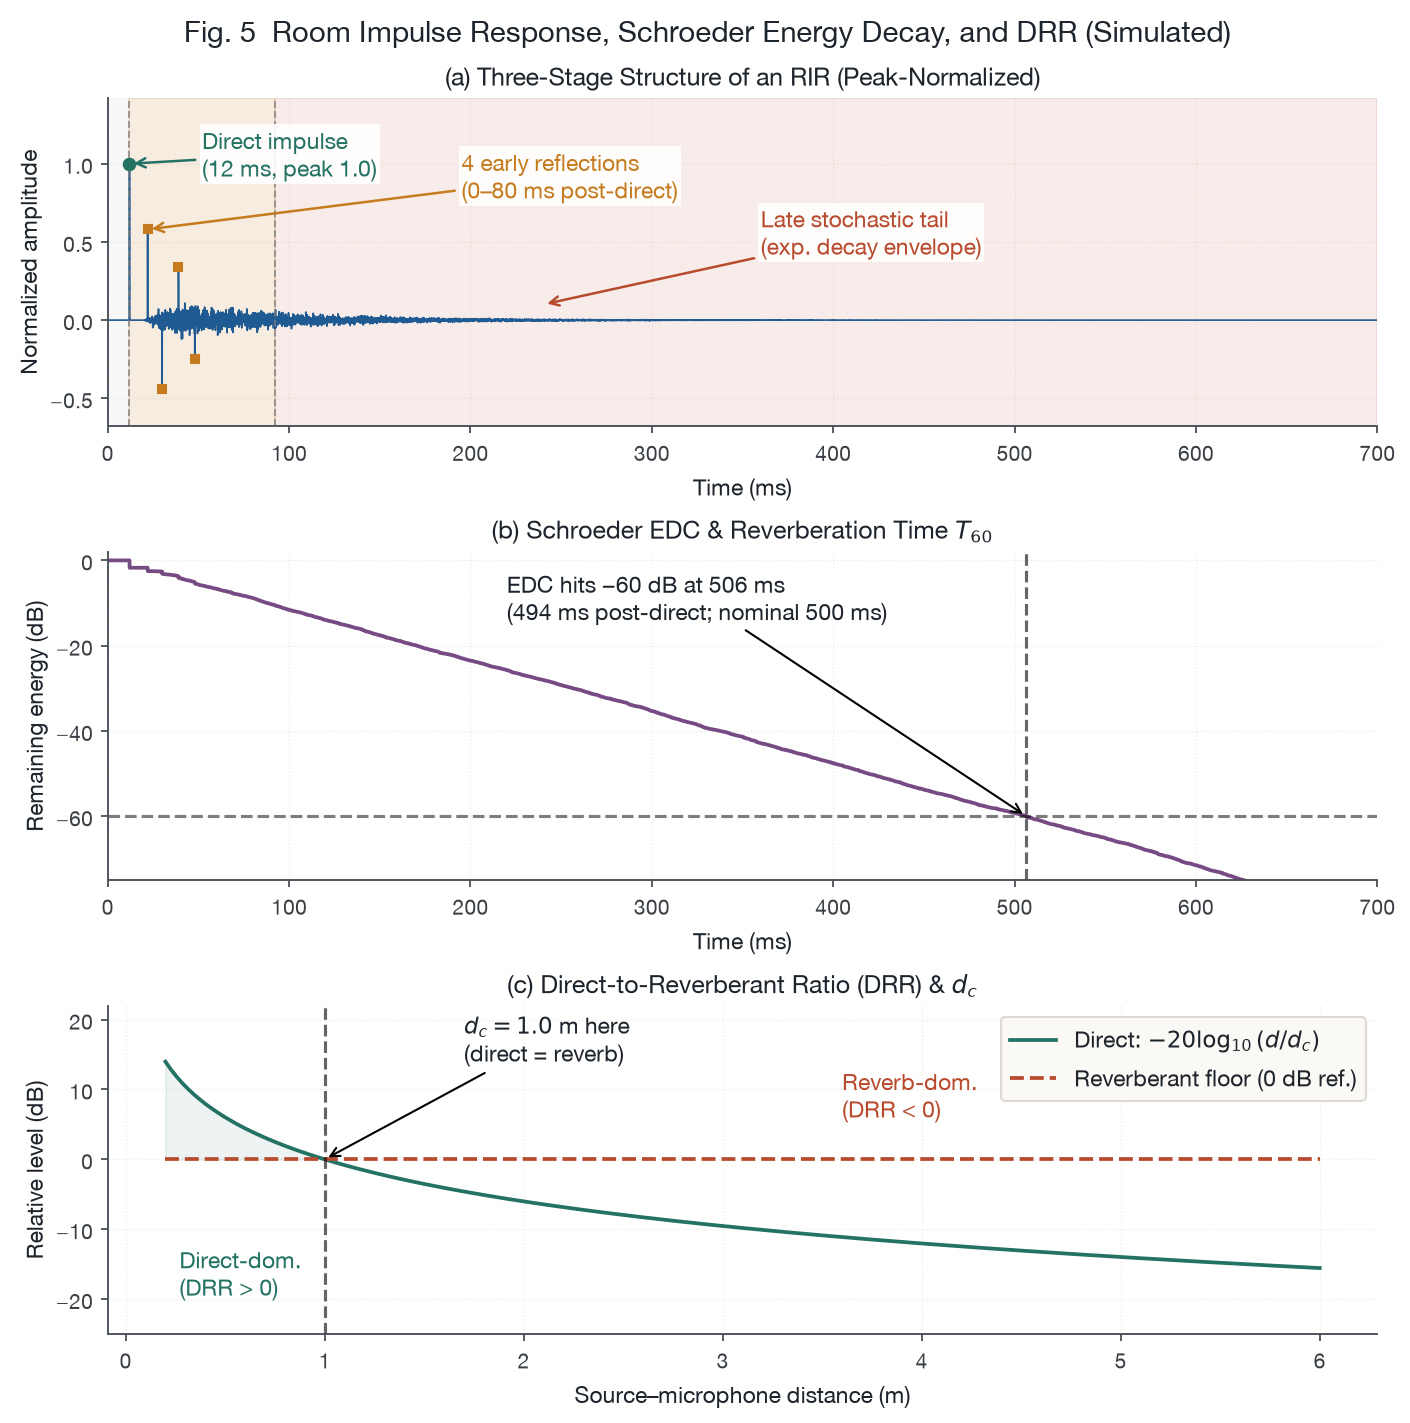 Fig. 5  Room Impulse Response, Schroeder Energy Decay, and DRR (Simulated)
(a) Three-Stage Structure of an RIR (Peak-Normalized)
Normalized amplitude
1.0
0.5
0.0
−0.5
Direct impulse
(12 ms, peak 1.0)
4 early reflections
(0–80 ms post-direct)
Late stochastic tail
(exp. decay envelope)
0 100 200 300 400 500 600 700
Time (ms)
(b) Schroeder EDC & Reverberation Time T₆₀
Remaining energy (dB)
0
−20
−40
−60
EDC hits −60 dB at 506 ms
(494 ms post-direct; nominal 500 ms)
0 100 200 300 400 500 600 700
Time (ms)
(c) Direct-to-Reverberant Ratio (DRR) & d_c
Relative level (dB)
20
10
0
−10
−20
d_c = 1.0 m here
(direct = reverb)
Reverb-dom.
(DRR < 0)
Direct: −20log₁₀ (d/d_c)
Reverberant floor (0 dB ref.)
Direct-dom.
(DRR > 0)
0 1 2 3 4 5 6
Source–microphone distance (m)